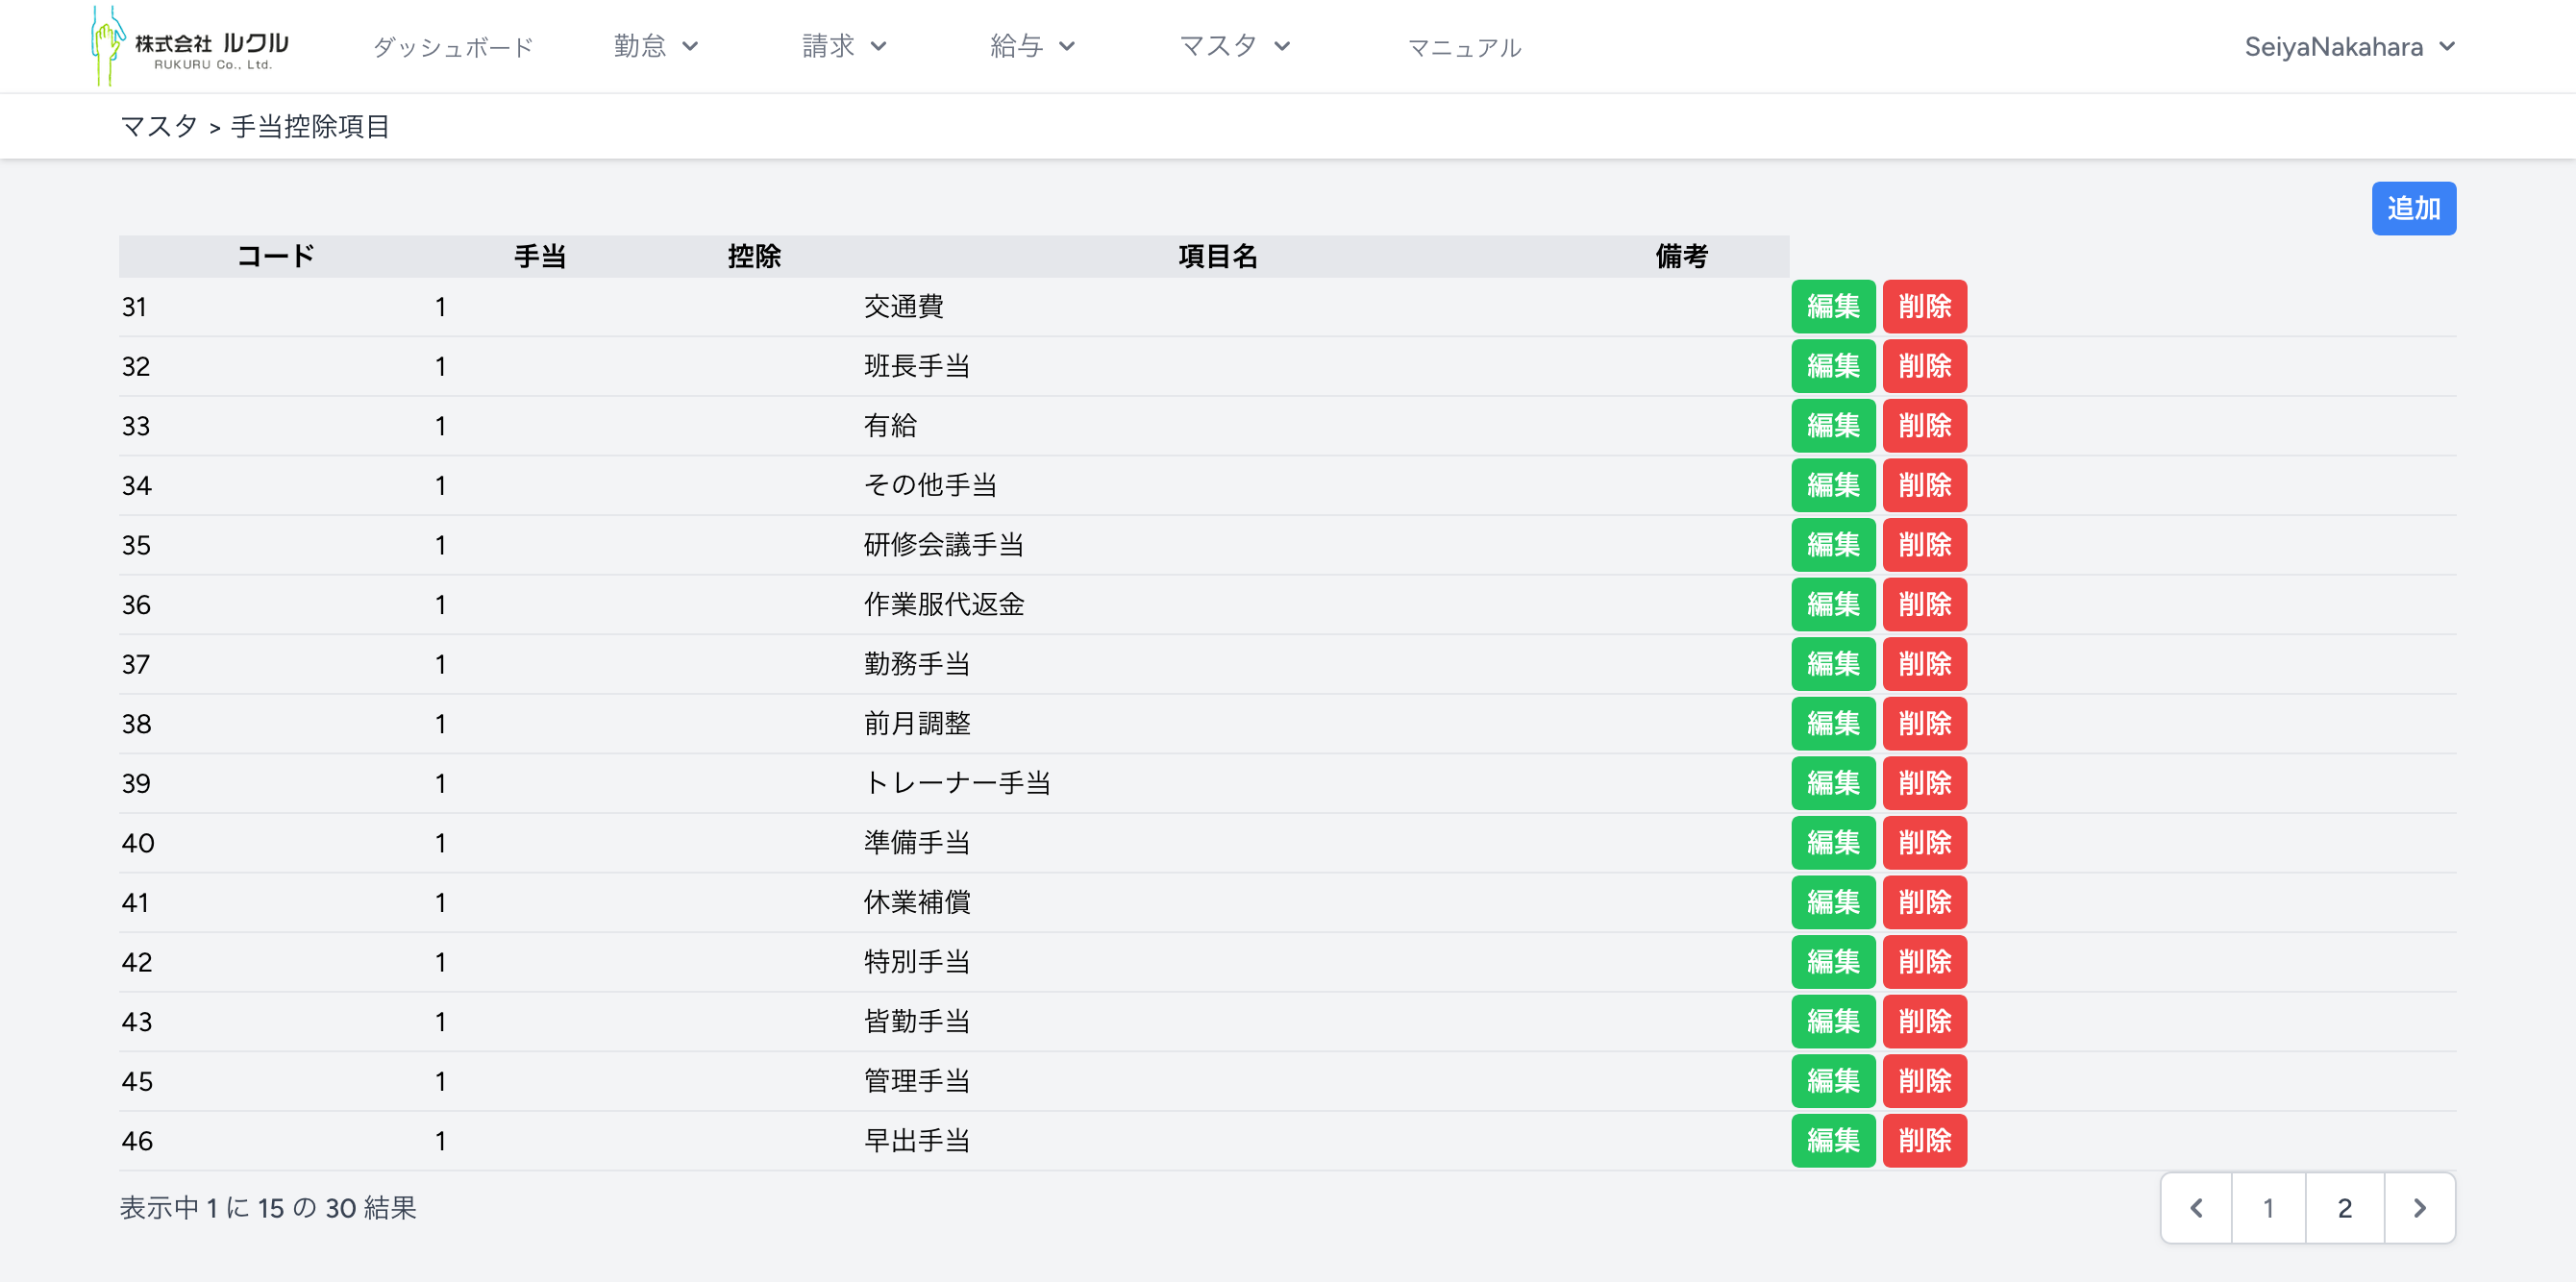 株式会社 ルクル
RUKURU Co., Ltd.
ダッシュボード 勤怠 請求 給与 マスタ マニュアル SeiyaNakahara
マスタ > 手当控除項目
追加
コード 手当 控除 項目名 備考
31 1 交通費 編集 削除
32 1 班長手当 編集 削除
33 1 有給 編集 削除
34 1 その他手当 編集 削除
35 1 研修会議手当 編集 削除
36 1 作業服代返金 編集 削除
37 1 勤務手当 編集 削除
38 1 前月調整 編集 削除
39 1 トレーナー手当 編集 削除
40 1 準備手当 編集 削除
41 1 休業補償 編集 削除
42 1 特別手当 編集 削除
43 1 皆勤手当 編集 削除
45 1 管理手当 編集 削除
46 1 早出手当 編集 削除
表示中 1 に 15 の 30 結果 1 2